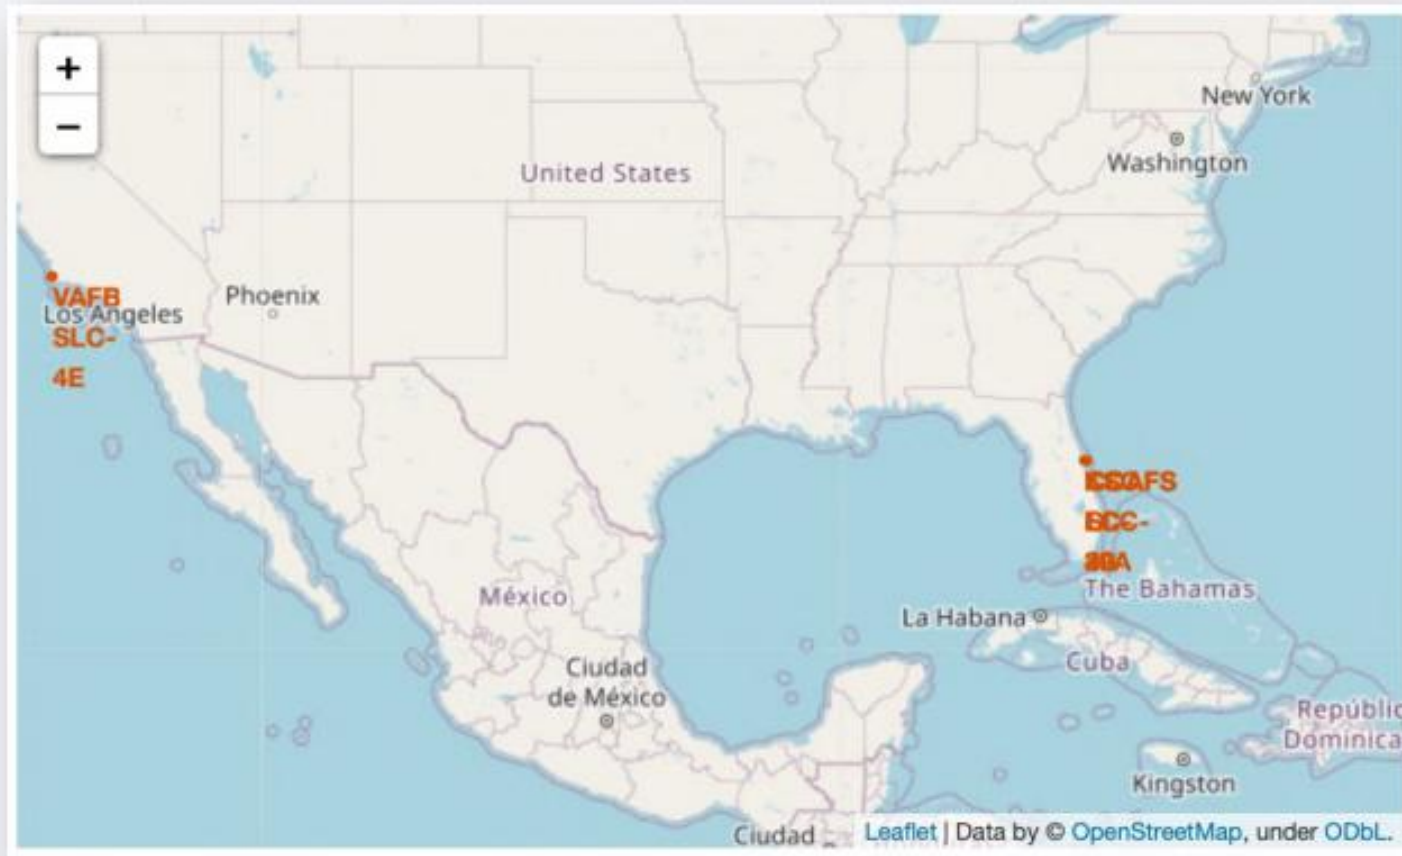 +
−
New York
Washington
United States
Phoenix
VAFB
Los Angeles
SLC-
4E
México
La Habana
The Bahamas
Cuba
Ciudad
de México
Repúblic
Dominica
Kingston
Ciudad
Leaflet | Data by © OpenStreetMap, under ODbL.